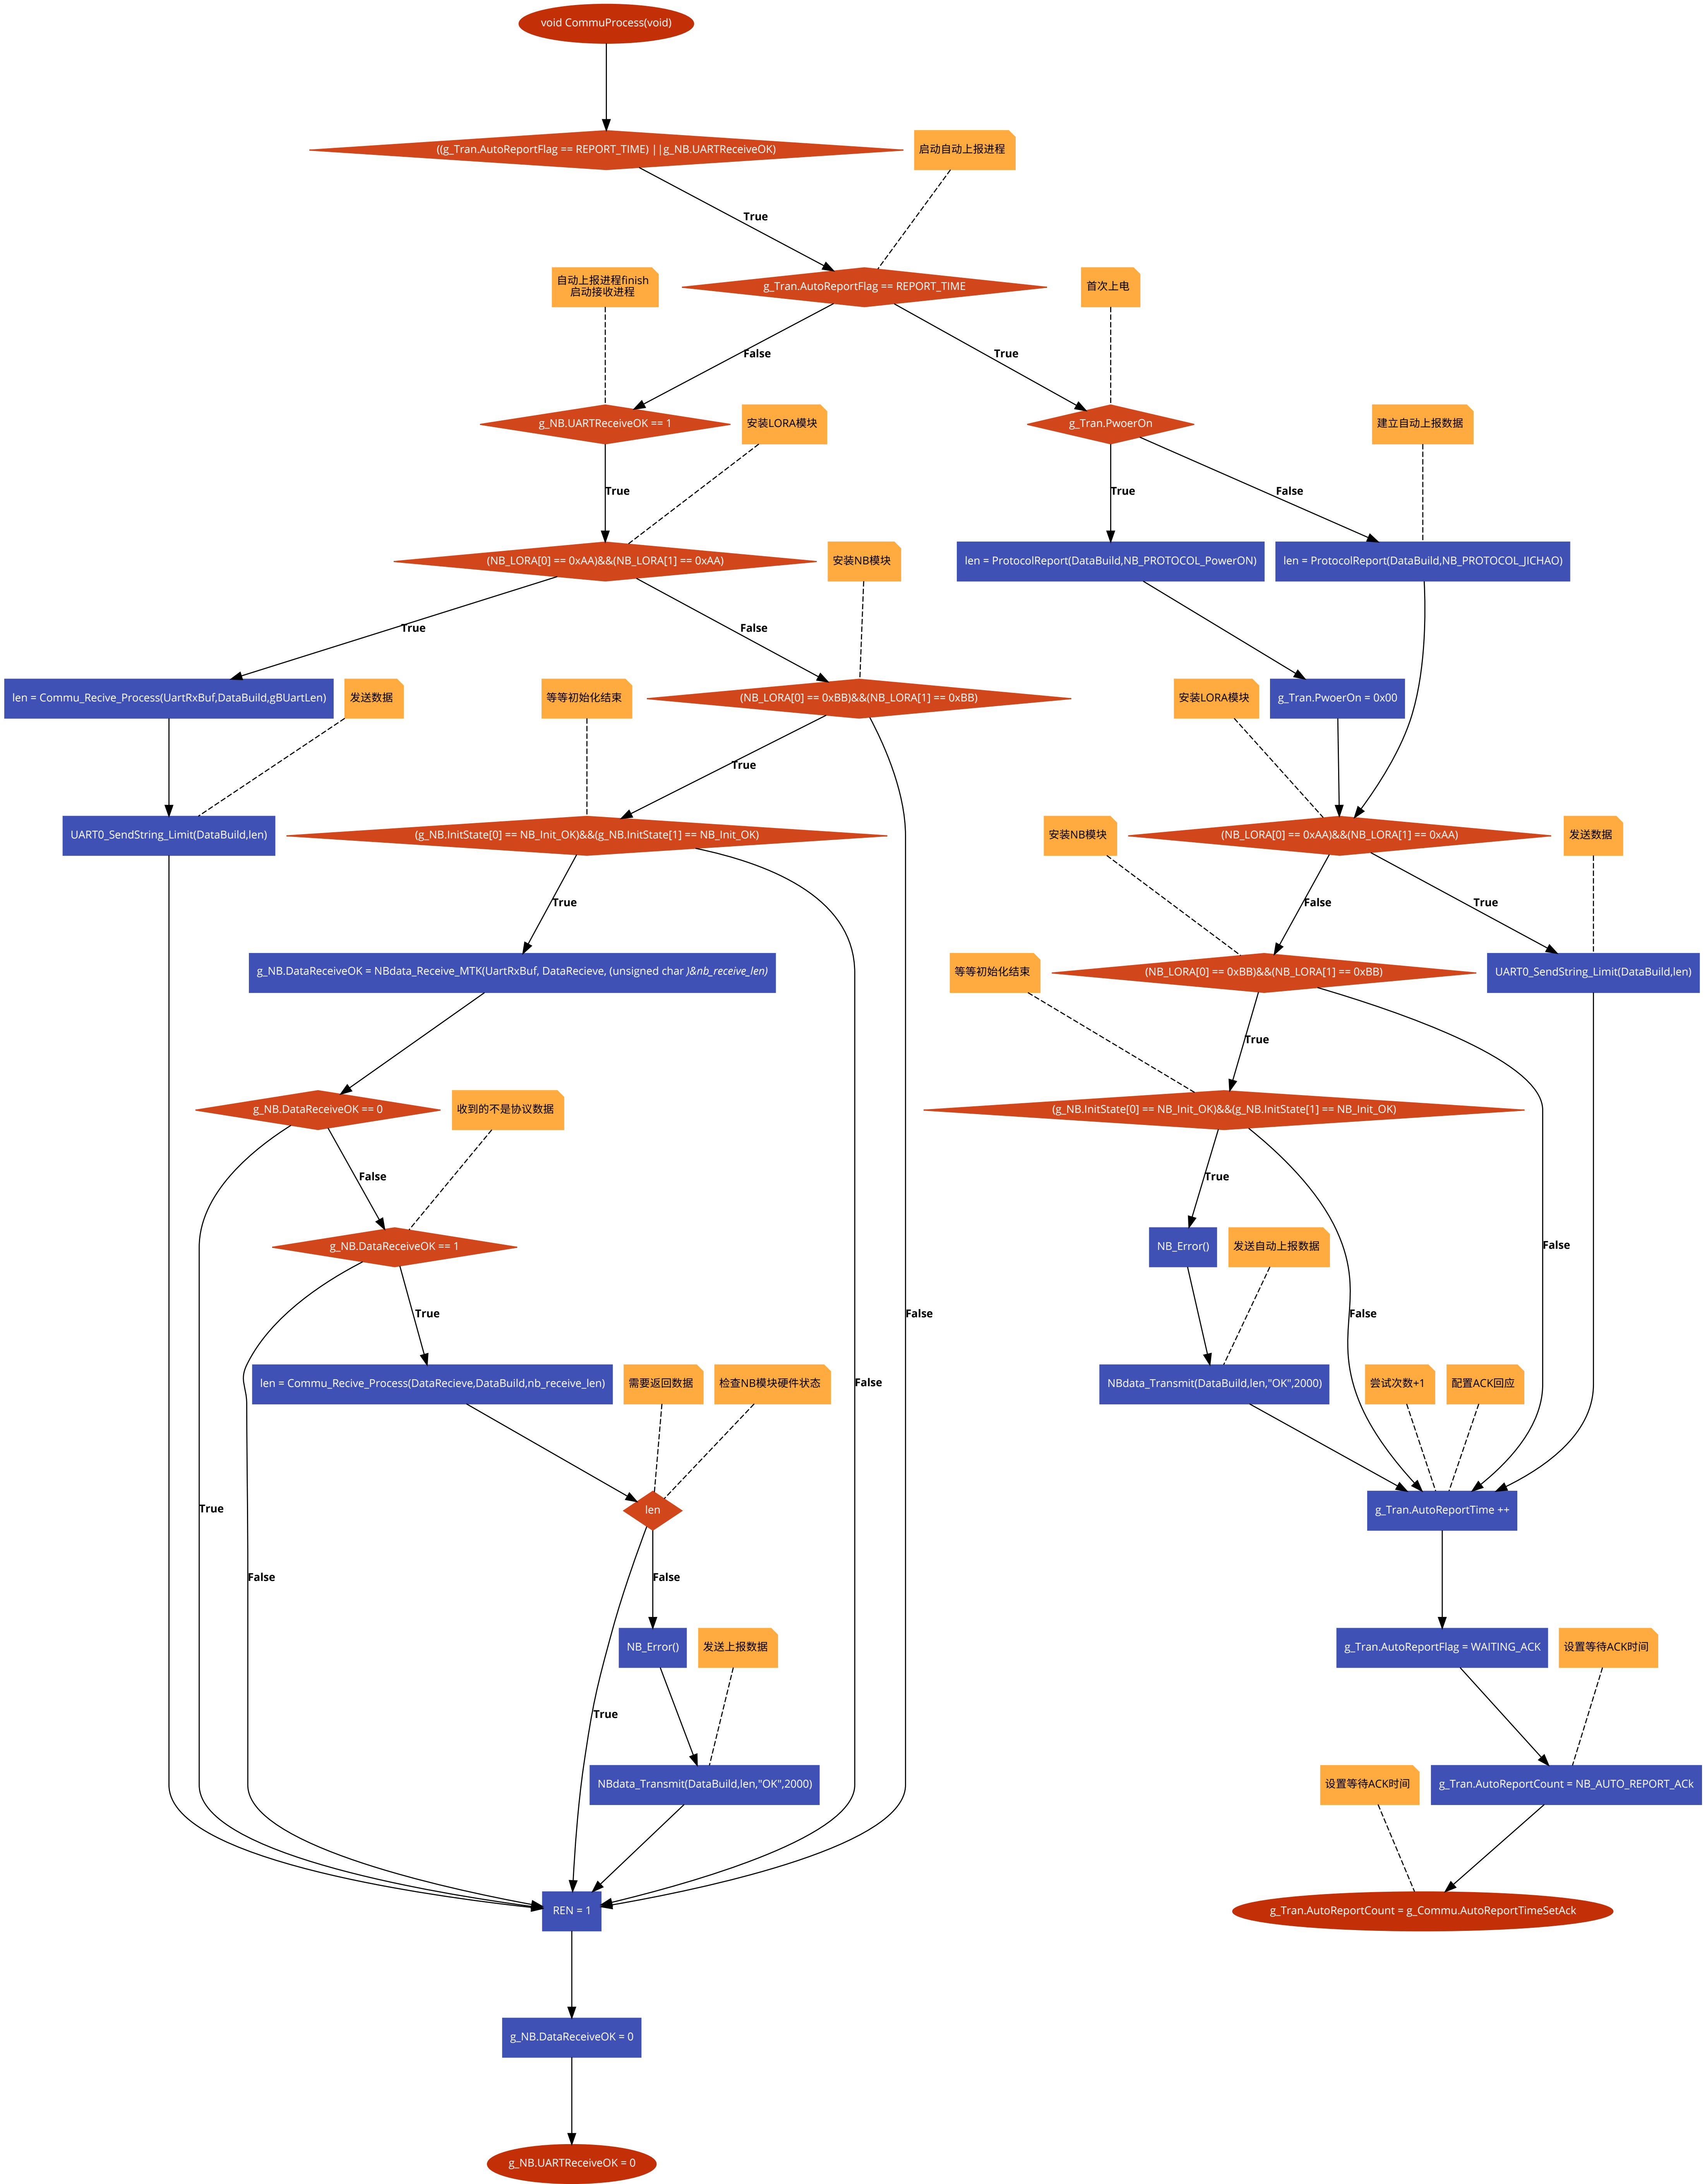 void CommuProcess(void)
((g_Tran.AutoReportFlag == REPORT_TIME) ||g_NB.UARTReceiveOK)
启动自动上报进程
True
自动上报进程finish
启动接收进程
g_Tran.AutoReportFlag == REPORT_TIME
首次上电
False
True
g_NB.UARTReceiveOK == 1
安装LORA模块
g_Tran.PwoerOn
建立自动上报数据
True
True
False
(NB_LORA[0] == 0xAA)&&(NB_LORA[1] == 0xAA)
安装NB模块
len = ProtocolReport(DataBuild,NB_PROTOCOL_PowerON)
len = ProtocolReport(DataBuild,NB_PROTOCOL_JICHAO)
True
False
len = Commu_Recive_Process(UartRxBuf,DataBuild,gBUartLen)
发送数据
等等初始化结束
(NB_LORA[0] == 0xBB)&&(NB_LORA[1] == 0xBB)
安装LORA模块
g_Tran.PwoerOn = 0x00
True
UART0_SendString_Limit(DataBuild,len)
(g_NB.InitState[0] == NB_Init_OK)&&(g_NB.InitState[1] == NB_Init_OK)
安装NB模块
(NB_LORA[0] == 0xAA)&&(NB_LORA[1] == 0xAA)
发送数据
True
False
True
g_NB.DataReceiveOK = NBdata_Receive_MTK(UartRxBuf, DataRecieve, (unsigned char )&nb_receive_len)
等等初始化结束
(NB_LORA[0] == 0xBB)&&(NB_LORA[1] == 0xBB)
UART0_SendString_Limit(DataBuild,len)
True
g_NB.DataReceiveOK == 0
收到的不是协议数据
(g_NB.InitState[0] == NB_Init_OK)&&(g_NB.InitState[1] == NB_Init_OK)
False
True
g_NB.DataReceiveOK == 1
NB_Error()
发送自动上报数据
False
True
False
False
len = Commu_Recive_Process(DataRecieve,DataBuild,nb_receive_len)
需要返回数据
检查NB模块硬件状态
False
NBdata_Transmit(DataBuild,len,"OK",2000)
尝试次数+1
配置ACK回应
True
len
g_Tran.AutoReportTime ++
False
False
NB_Error()
发送上报数据
g_Tran.AutoReportFlag = WAITING_ACK
设置等待ACK时间
True
NBdata_Transmit(DataBuild,len,"OK",2000)
设置等待ACK时间
g_Tran.AutoReportCount = NB_AUTO_REPORT_ACk
REN = 1
g_Tran.AutoReportCount = g_Commu.AutoReportTimeSetAck
g_NB.DataReceiveOK = 0
g_NB.UARTReceiveOK = 0